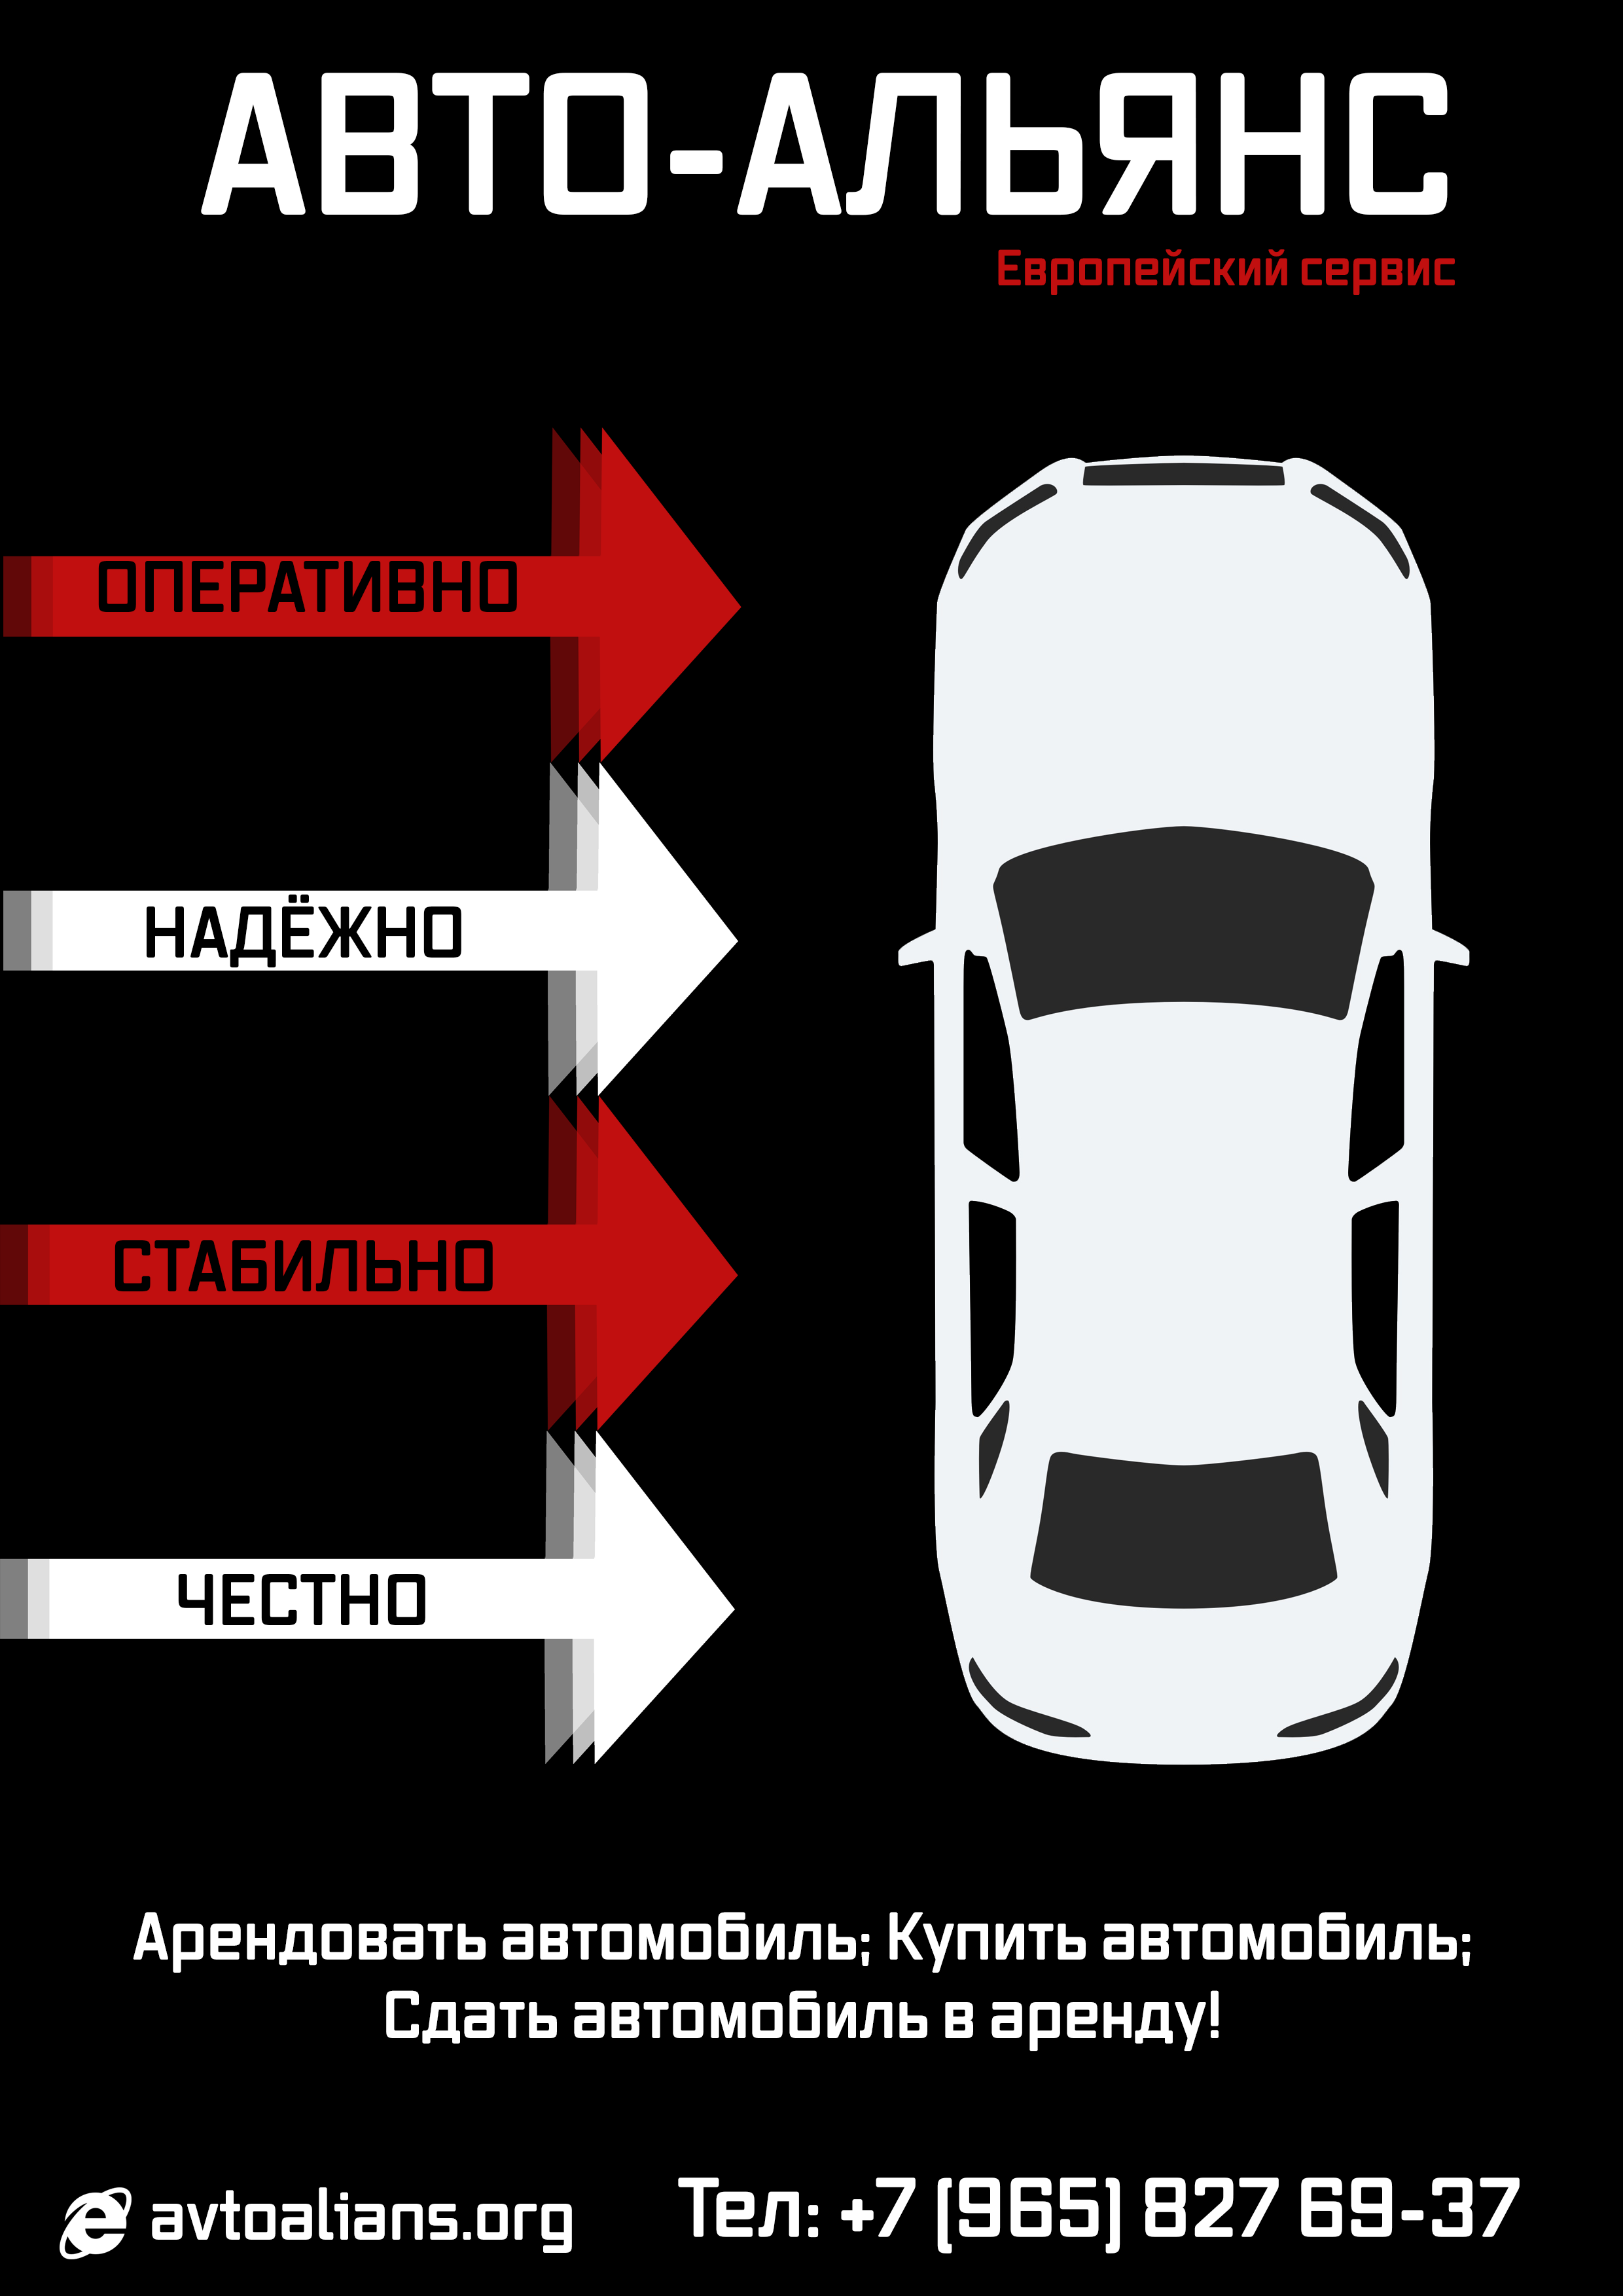 АВТО-АЛЬЯНС
Европейский сервис
ОПЕРАТИВНО
НАДЁЖНО
СТАБИЛЬНО
ЧЕСТНО
Арендовать автомобиль; Купить автомобиль;
Сдать автомобиль в аренду!
avtoalians.org
Тел: +7 (965) 827 69-37